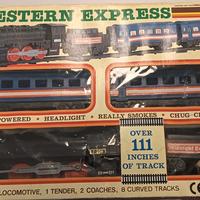 ESTERN EXPRESS
POWERED • HEADLIGHT • REALLY SMOKES • CHUG C
OVER
111
INCHES
OF TRACK
LOCOMOTIVE, 1 TENDER, 2 COACHES, 8 CURVED TRACKS